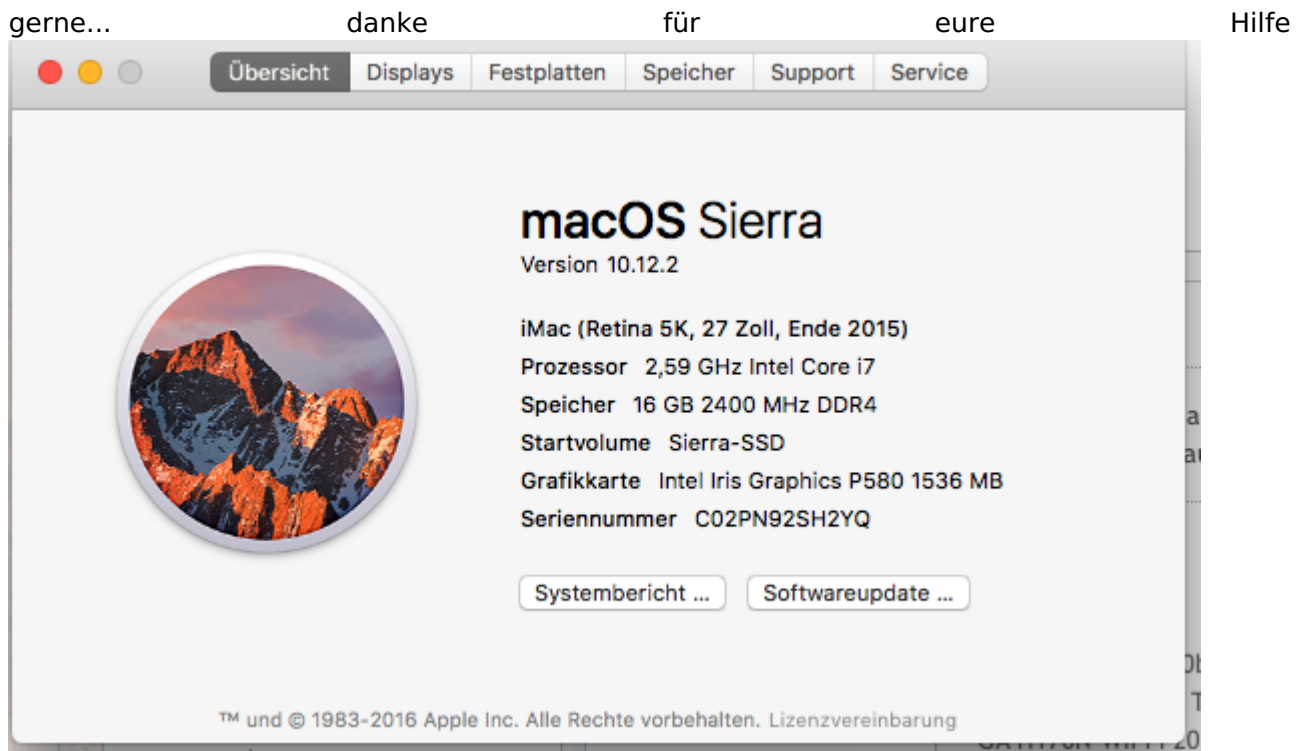 gerne... danke für eure Hilfe
Übersicht Displays Festplatten Speicher Support Service
macOS Sierra
Version 10.12.2
iMac (Retina 5K, 27 Zoll, Ende 2015)
Prozessor 2,59 GHz Intel Core i7
Speicher 16 GB 2400 MHz DDR4
Startvolume Sierra-SSD
Grafikkarte Intel Iris Graphics P580 1536 MB
Seriennummer C02PN92SH2YQ
Systembericht ... Softwareupdate ...
™ und © 1983-2016 Apple Inc. Alle Rechte vorbehalten. Lizenzvereinbarung